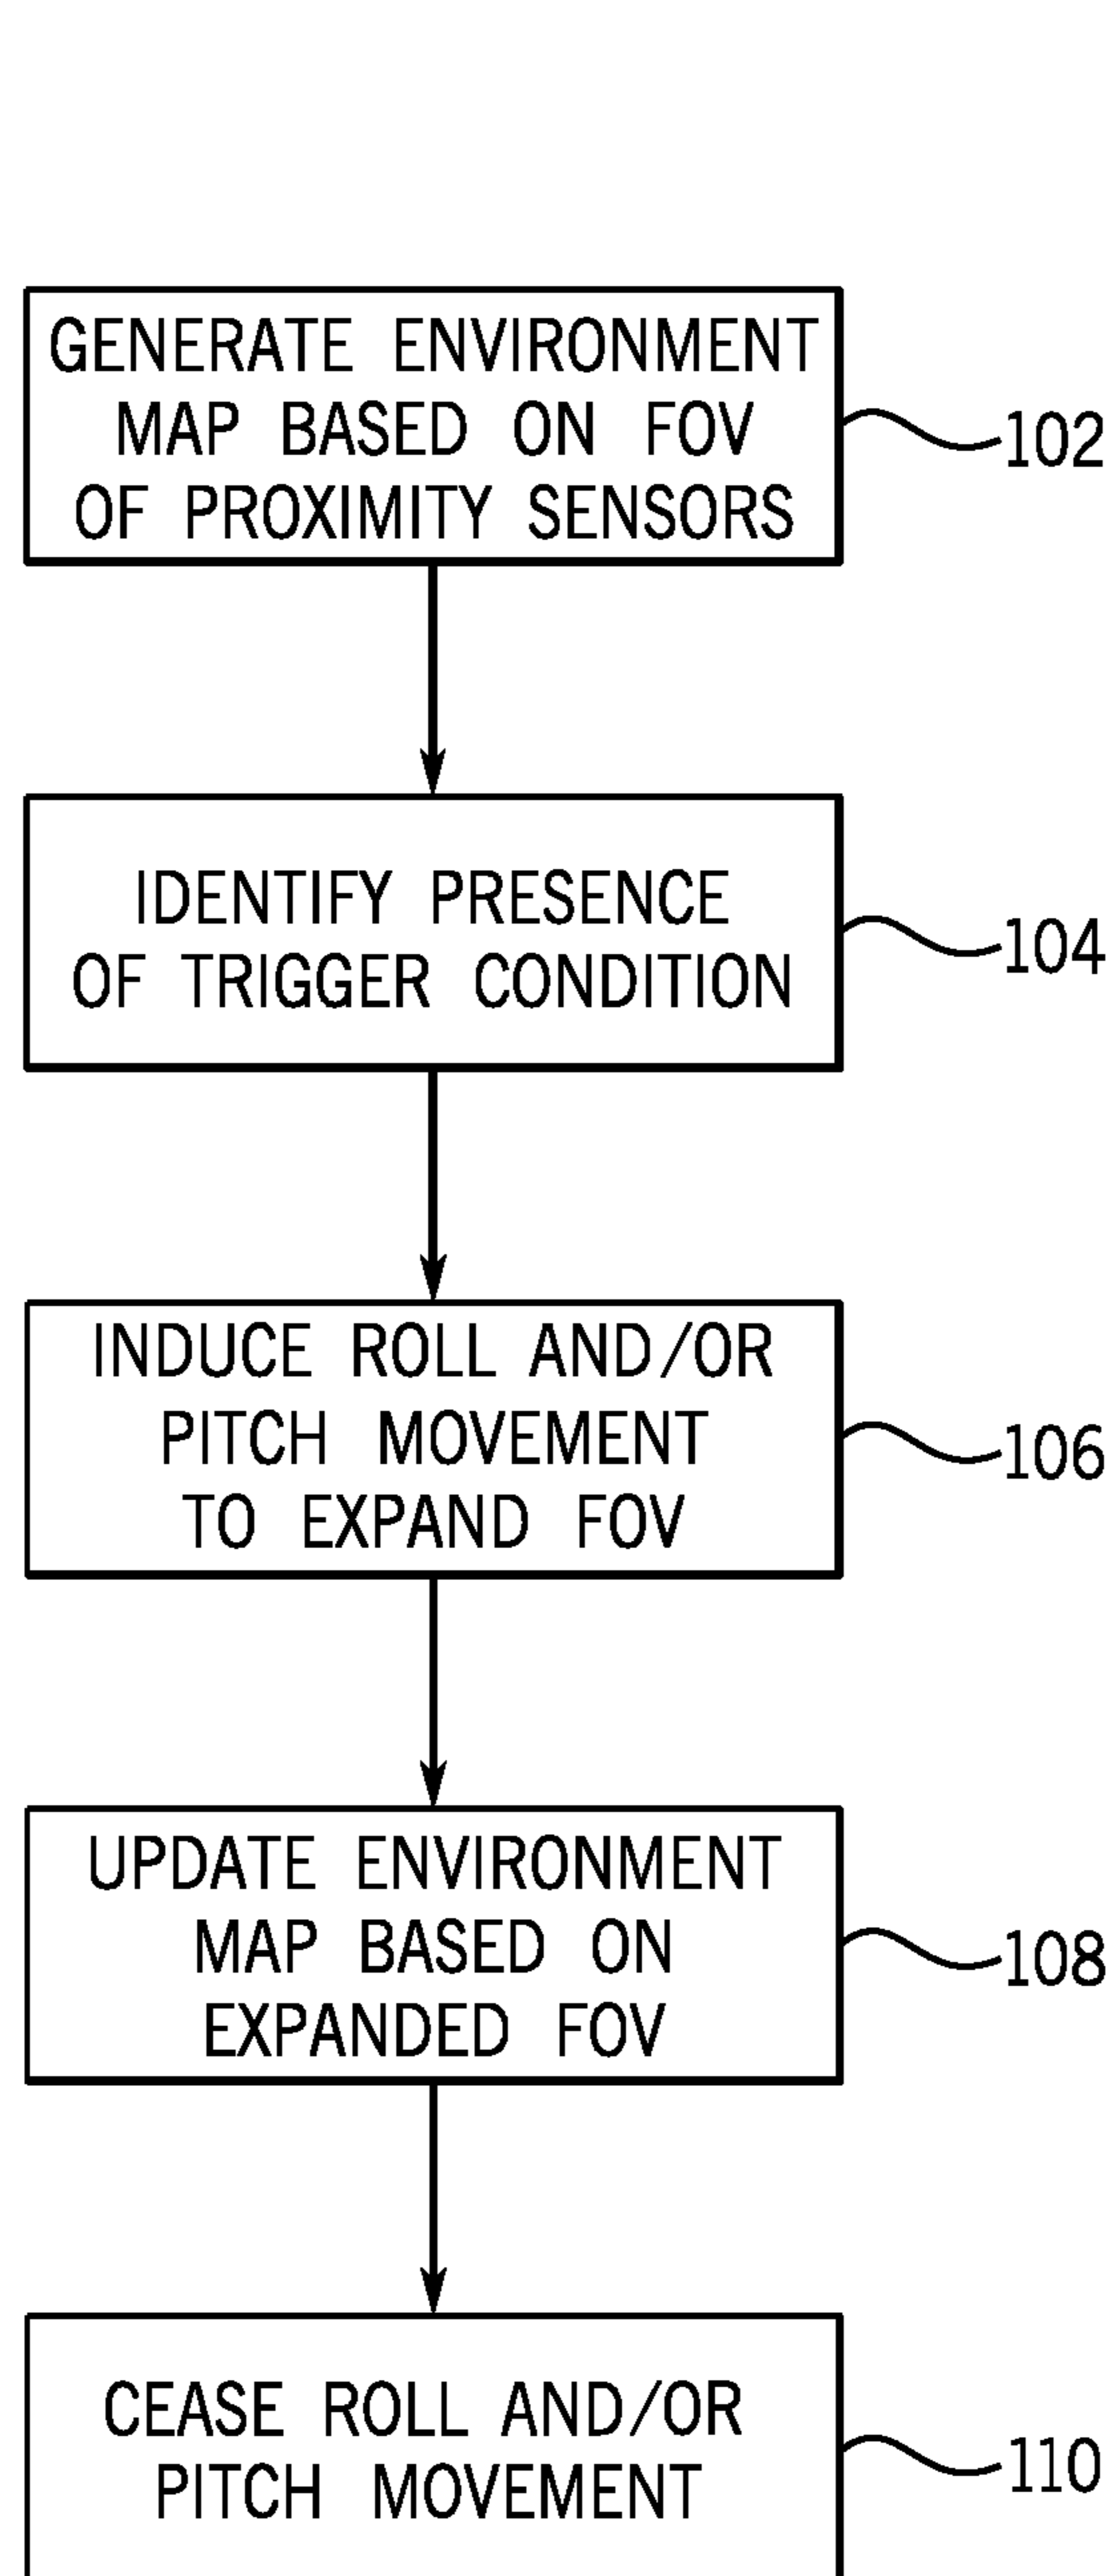 GENERATE ENVIRONMENT
MAP BASED ON FOV
OF PROXIMITY SENSORS
102
IDENTIFY PRESENCE
OF TRIGGER CONDITION
104
INDUCE ROLL AND/OR
PITCH MOVEMENT
TO EXPAND FOV
106
UPDATE ENVIRONMENT
MAP BASED ON
EXPANDED FOV
108
CEASE ROLL AND/OR
PITCH MOVEMENT
110